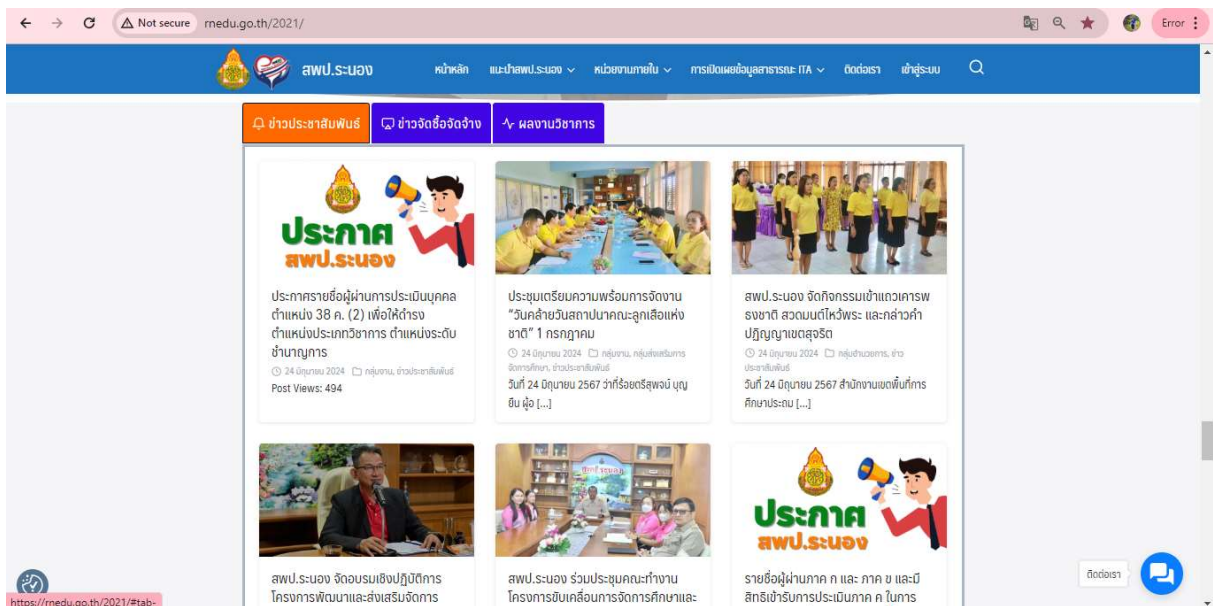 Not secure
rnedu.go.th/2021/
Error
สพป.ระนอง
หน้าหลัก
แนะนำสพป.ระนอง
หน่วยงานภายใน
การเปิดเผยข้อมูลสาธารณะ ITA
ติดต่อเรา
เข้าสู่ระบบ
ข่าวประชาสัมพันธ์
ข่าวจัดซื้อจัดจ้าง
ผลงานวิชาการ
ประกาศ
สพป.ระนอง
ประกาศรายชื่อผู้ผ่านการประเมินบุคคล
ตำแหน่ง 38 ค. (2) เพื่อให้ดำรง
ตำแหน่งประเภทวิชาการ ตำแหน่งระดับ
ชำนาญการ
24 มิถุนายน 2024 กลุ่มงาน, ข่าวประชาสัมพันธ์
Post Views: 494
ประชุมเตรียมความพร้อมการจัดงาน
“วันคล้ายวันสถาปนาคณะลูกเสือแห่ง
ชาติ” 1 กรกฎาคม
24 มิถุนายน 2024 กลุ่มงาน, กลุ่มส่งเสริมการ
จัดการศึกษา, ข่าวประชาสัมพันธ์
วันที่ 24 มิถุนายน 2567 ว่าที่ร้อยตรีสุพจน์ บุญ
ยืน ผู้อ [...]
สพป.ระนอง จัดกิจกรรมเข้าแถวเคารพ
ธงชาติ สวดมนต์ไหว้พระ และกล่าวคำ
ปฏิญญาเขตสุจริต
24 มิถุนายน 2024 กลุ่มอำนวยการ, ข่าว
ประชาสัมพันธ์
วันที่ 24 มิถุนายน 2567 สำนักงานเขตพื้นที่การ
ศึกษาประถม [...]
สพป.ระนอง จัดอบรมเชิงปฏิบัติการ
โครงการพัฒนาและส่งเสริมจัดการ
สพป.ระนอง ร่วมประชุมคณะทำงาน
โครงการขับเคลื่อนการจัดการศึกษาและ
ประกาศ
สพป.ระนอง
รายชื่อผู้ผ่านภาค ก และ ภาค ข และมี
สิทธิเข้ารับการประเมินภาค ค ในการ
ติดต่อเรา
https://rnedu.go.th/2021/#tab-